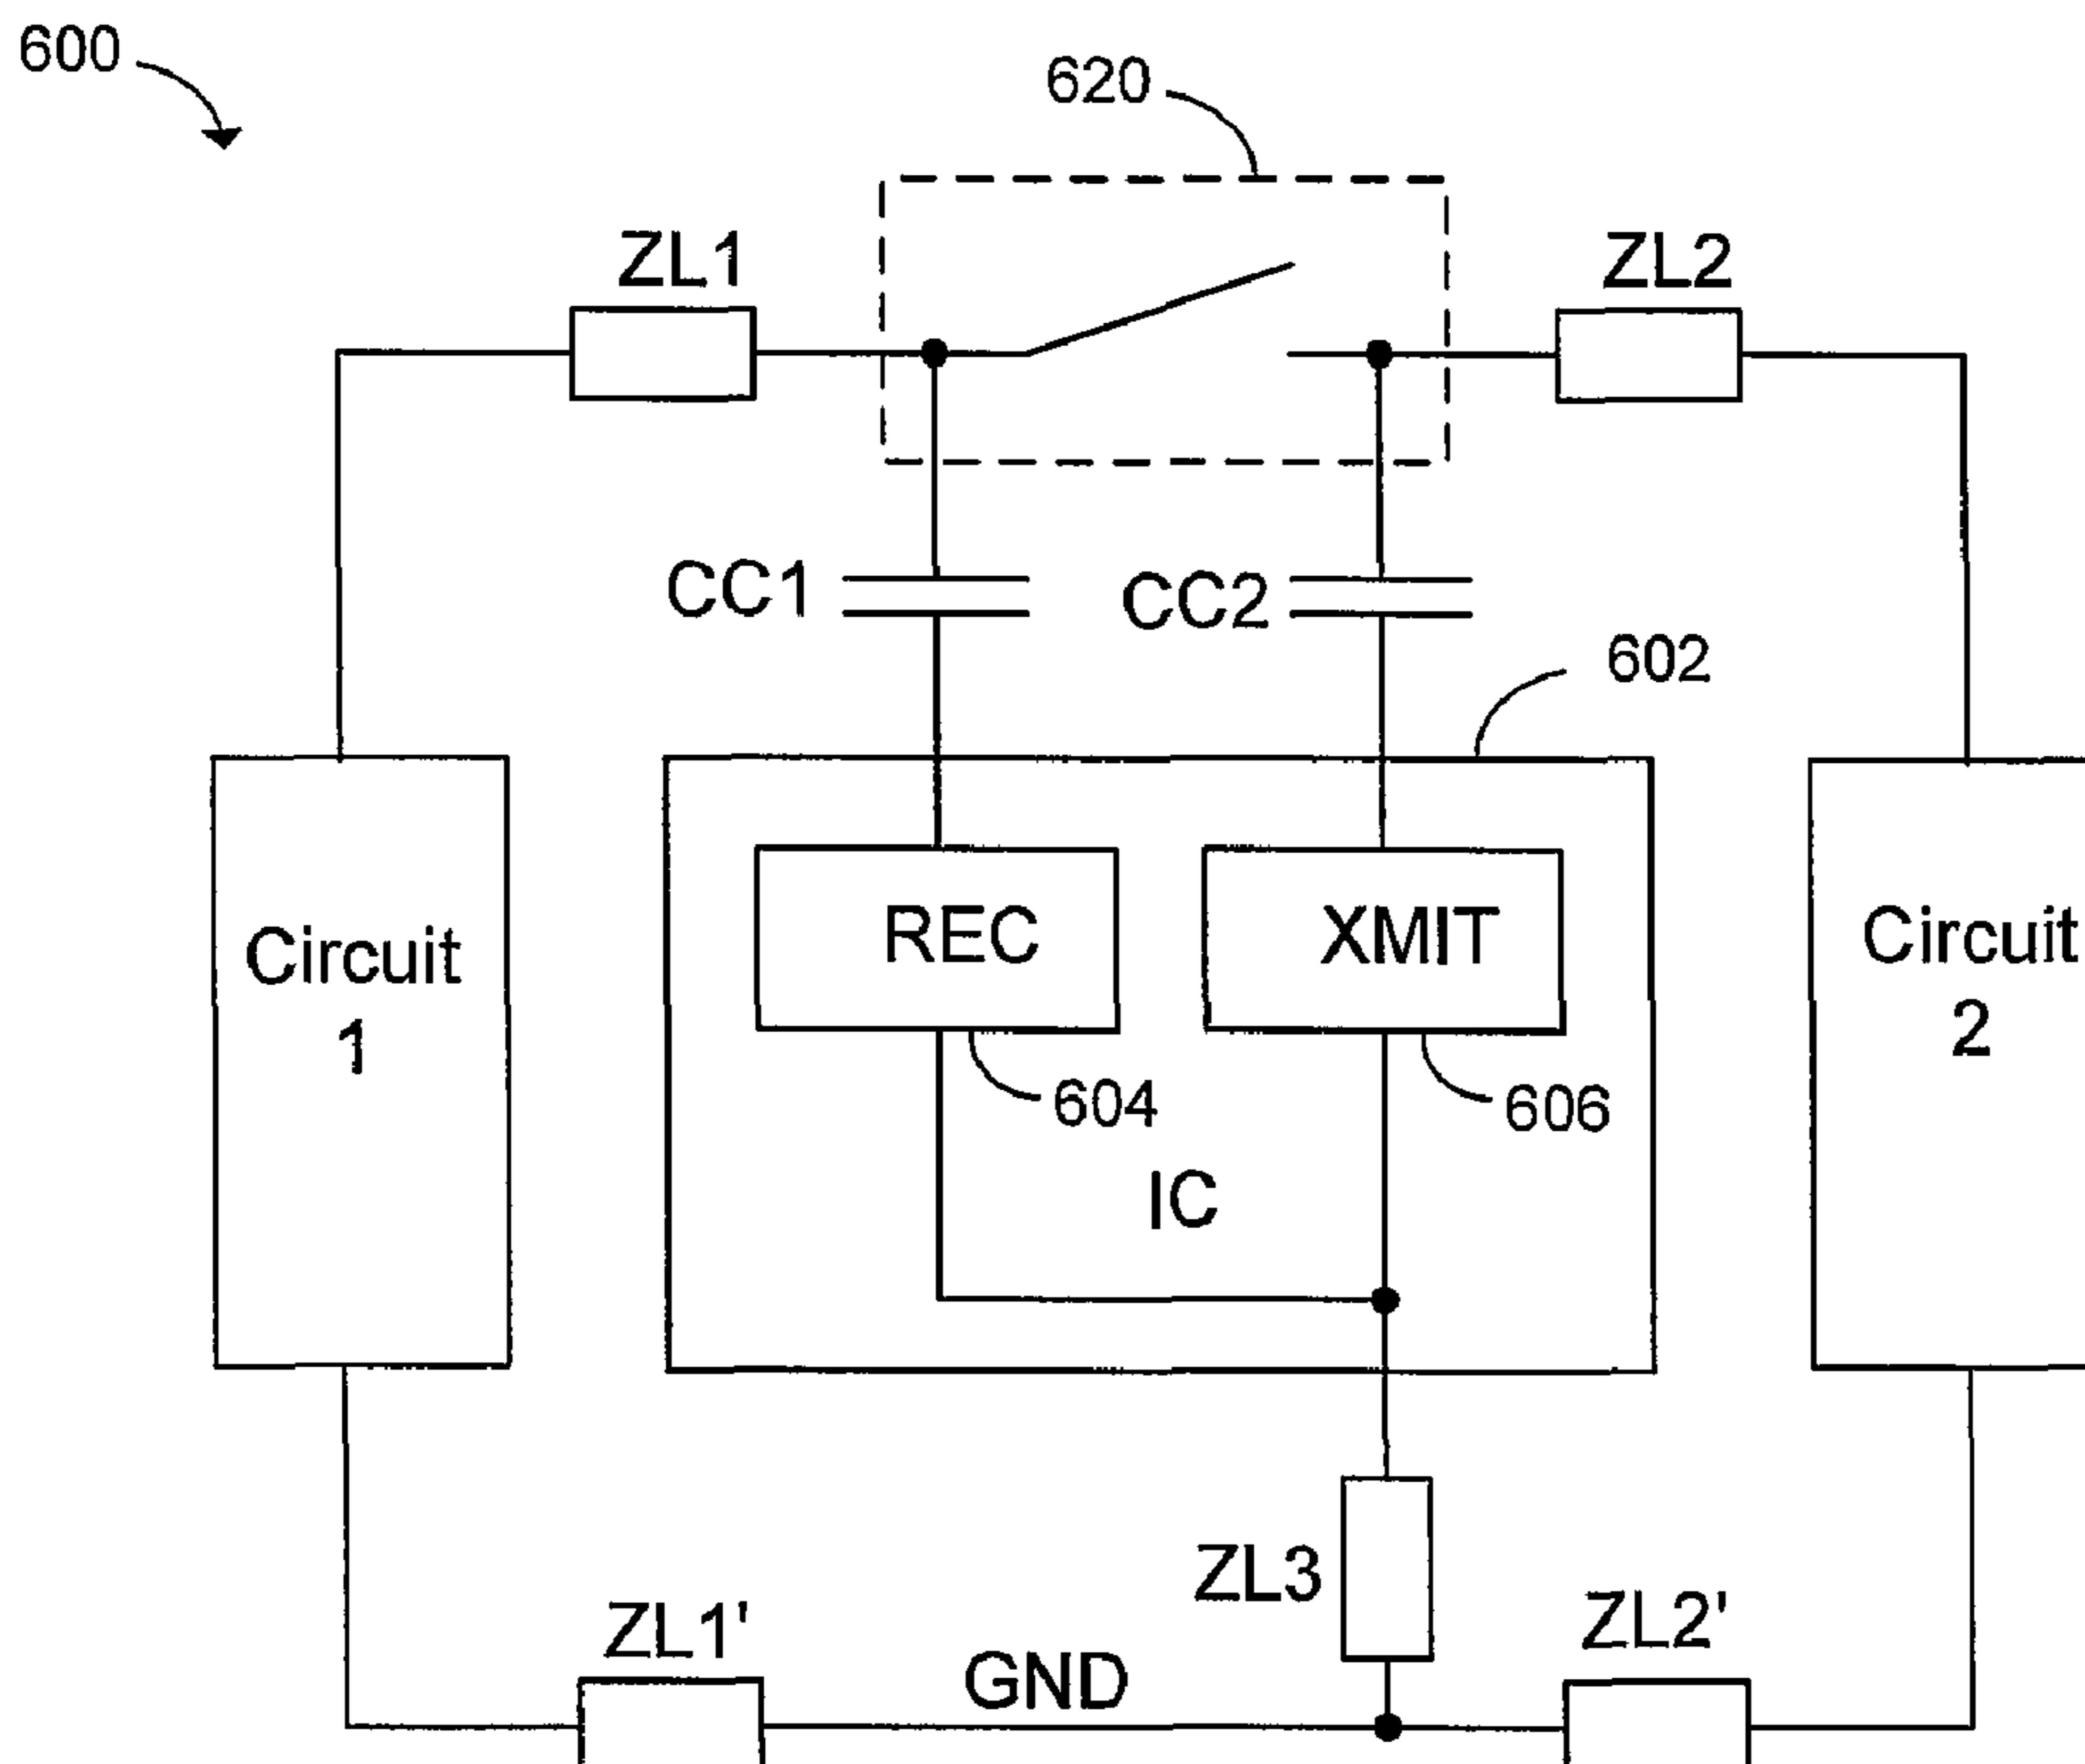 600
620
ZL1
ZL2
CC1
CC2
602
REC
XMIT
Circuit
1
Circuit
2
604
606
IC
ZL3
ZL1'
ZL2'
GND